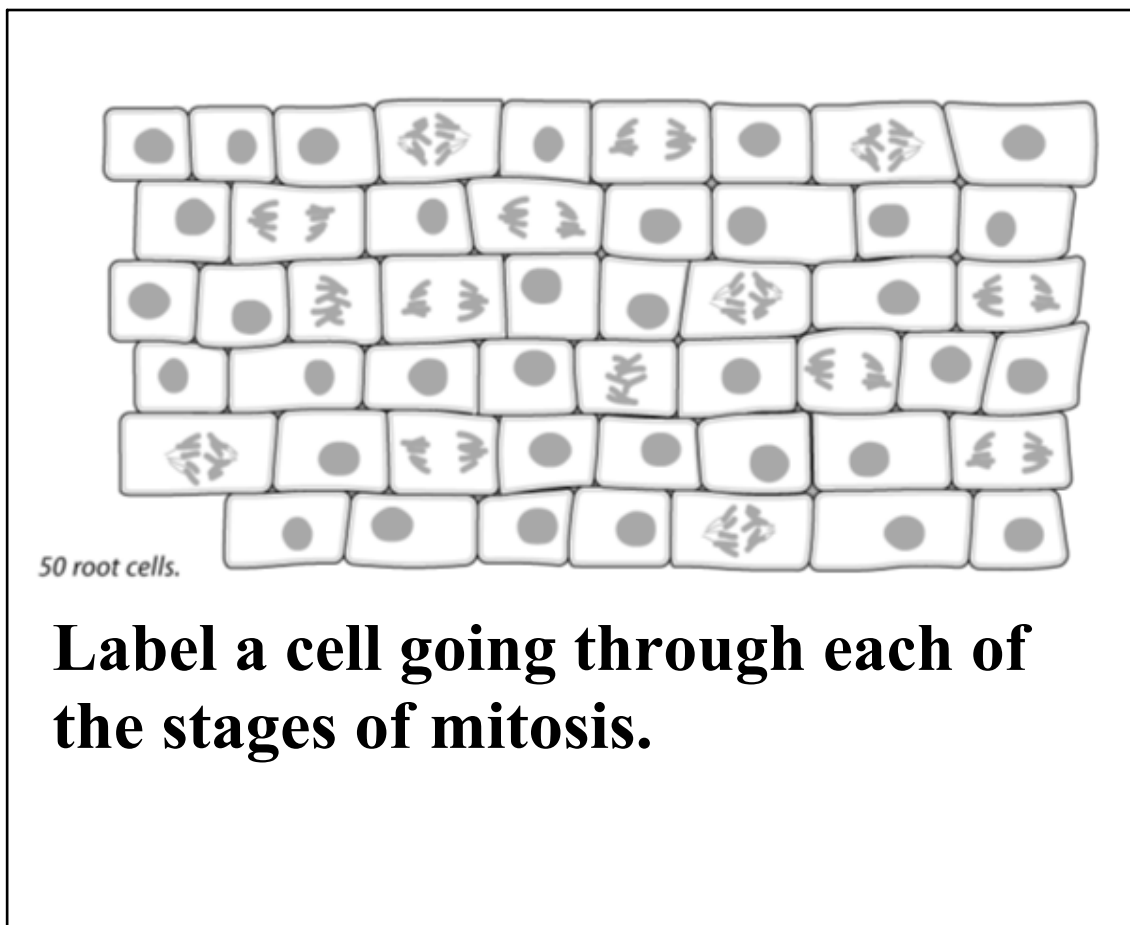 50 root cells.
Label a cell going through each of
the stages of mitosis.